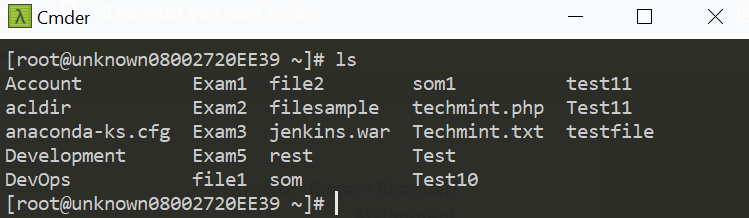 Cmder
[root@unknown08002720EE39 ~]# ls
Account Exam1 file2 som1 test11
acldir Exam2 filesample techmint.php Test11
anaconda-ks.cfg Exam3 jenkins.war Techmint.txt testfile
Development Exam5 rest Test
DevOps file1 som Test10
[root@unknown08002720EE39 ~]#